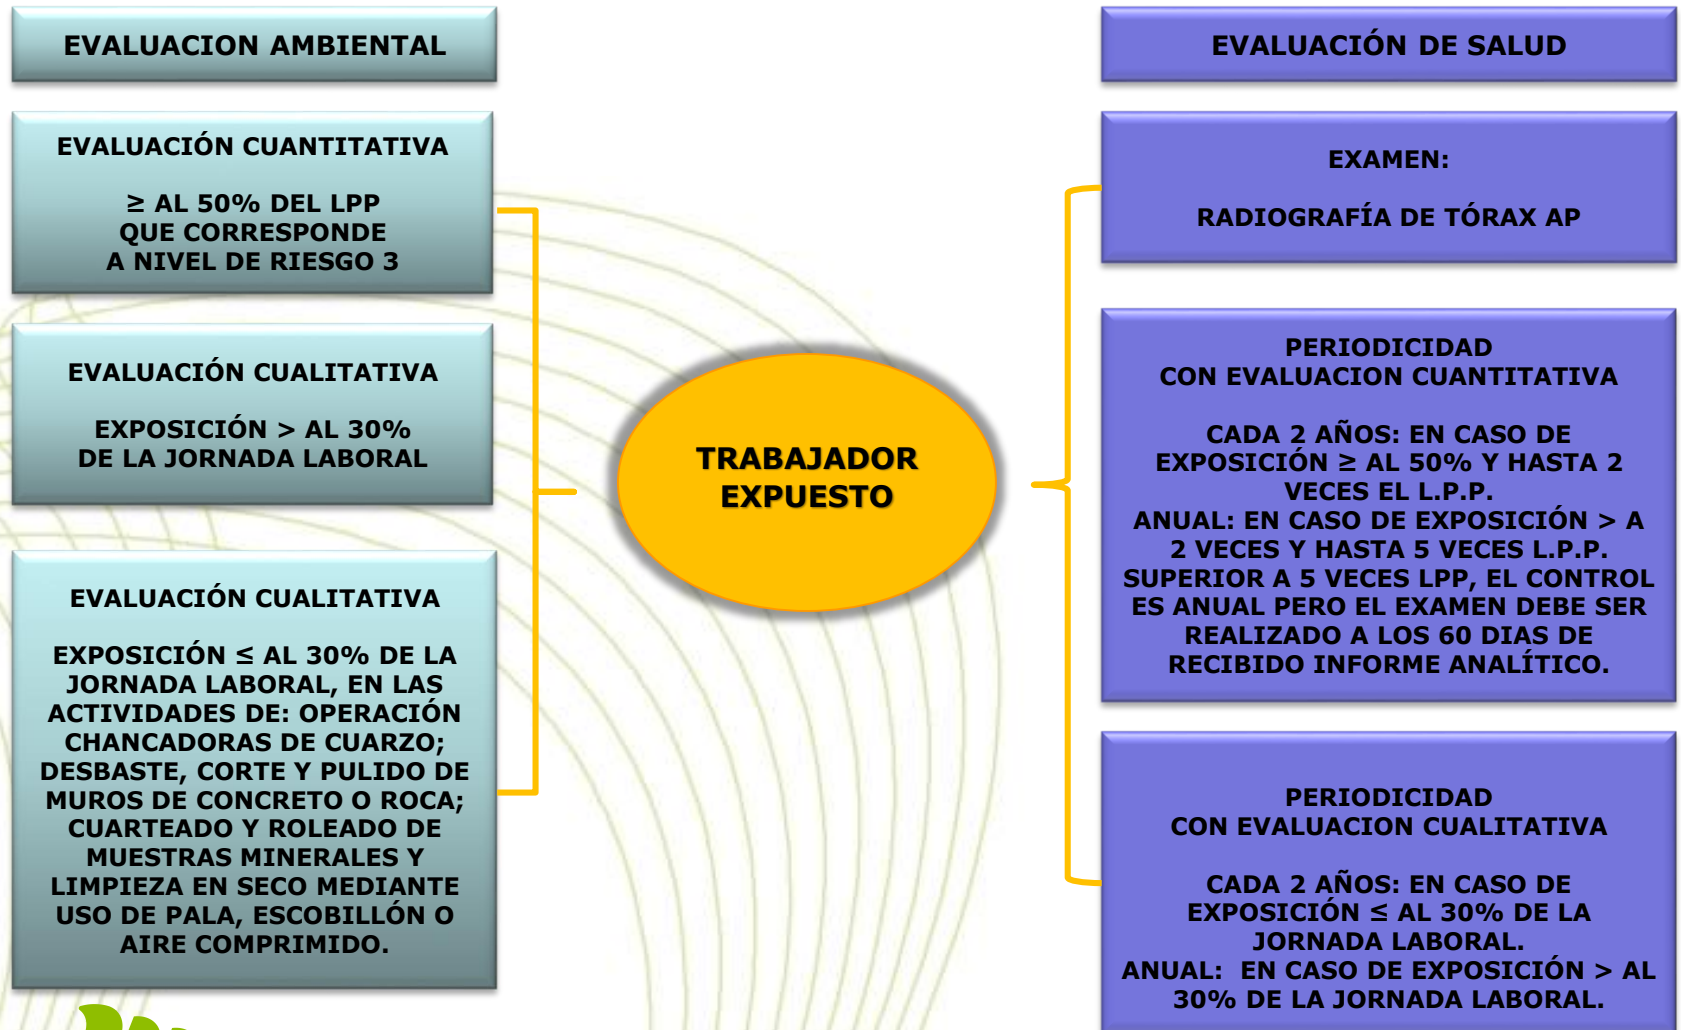 EVALUACION AMBIENTAL
EVALUACIÓN CUANTITATIVA
≥ AL 50% DEL LPP
QUE CORRESPONDE
A NIVEL DE RIESGO 3
EVALUACIÓN CUALITATIVA
EXPOSICIÓN > AL 30%
DE LA JORNADA LABORAL
EVALUACIÓN CUALITATIVA
EXPOSICIÓN ≤ AL 30% DE LA
JORNADA LABORAL, EN LAS
ACTIVIDADES DE: OPERACIÓN
CHANCADORAS DE CUARZO;
DESBASTE, CORTE Y PULIDO DE
MUROS DE CONCRETO O ROCA;
CUARTEADO Y ROLEADO DE
MUESTRAS MINERALES Y
LIMPIEZA EN SECO MEDIANTE
USO DE PALA, ESCOBILLÓN O
AIRE COMPRIMIDO.
TRABAJADOR
EXPUESTO
EVALUACIÓN DE SALUD
EXAMEN:
RADIOGRAFÍA DE TÓRAX AP
PERIODICIDAD
CON EVALUACION CUANTITATIVA
CADA 2 AÑOS: EN CASO DE
EXPOSICIÓN ≥ AL 50% Y HASTA 2
VECES EL L.P.P.
ANUAL: EN CASO DE EXPOSICIÓN > A
2 VECES Y HASTA 5 VECES L.P.P.
SUPERIOR A 5 VECES LPP, EL CONTROL
ES ANUAL PERO EL EXAMEN DEBE SER
REALIZADO A LOS 60 DIAS DE
RECIBIDO INFORME ANALÍTICO.
PERIODICIDAD
CON EVALUACION CUALITATIVA
CADA 2 AÑOS: EN CASO DE
EXPOSICIÓN ≤ AL 30% DE LA
JORNADA LABORAL.
ANUAL: EN CASO DE EXPOSICIÓN > AL
30% DE LA JORNADA LABORAL.